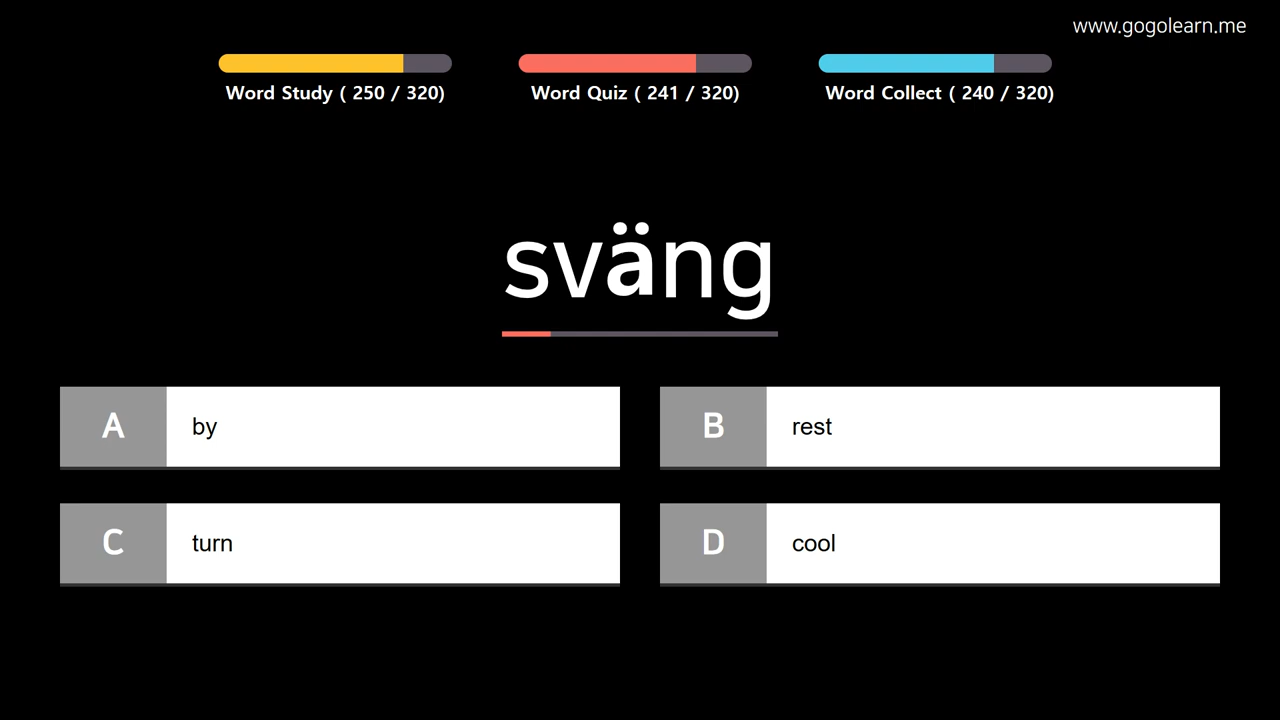 www.gogolearn.me
Word Study ( 250 / 320)
Word Quiz ( 241 / 320)
Word Collect ( 240 / 320)
sväng
A by
B rest
C turn
D cool